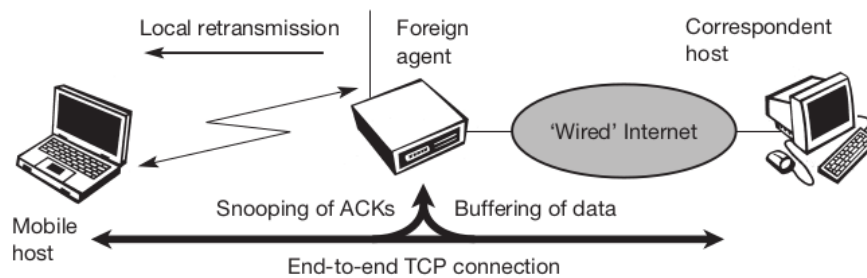 Local retransmission
Foreign
agent
Correspondent
host
‘Wired’ Internet
Mobile
host
Snooping of ACKs
Buffering of data
End-to-end TCP connection